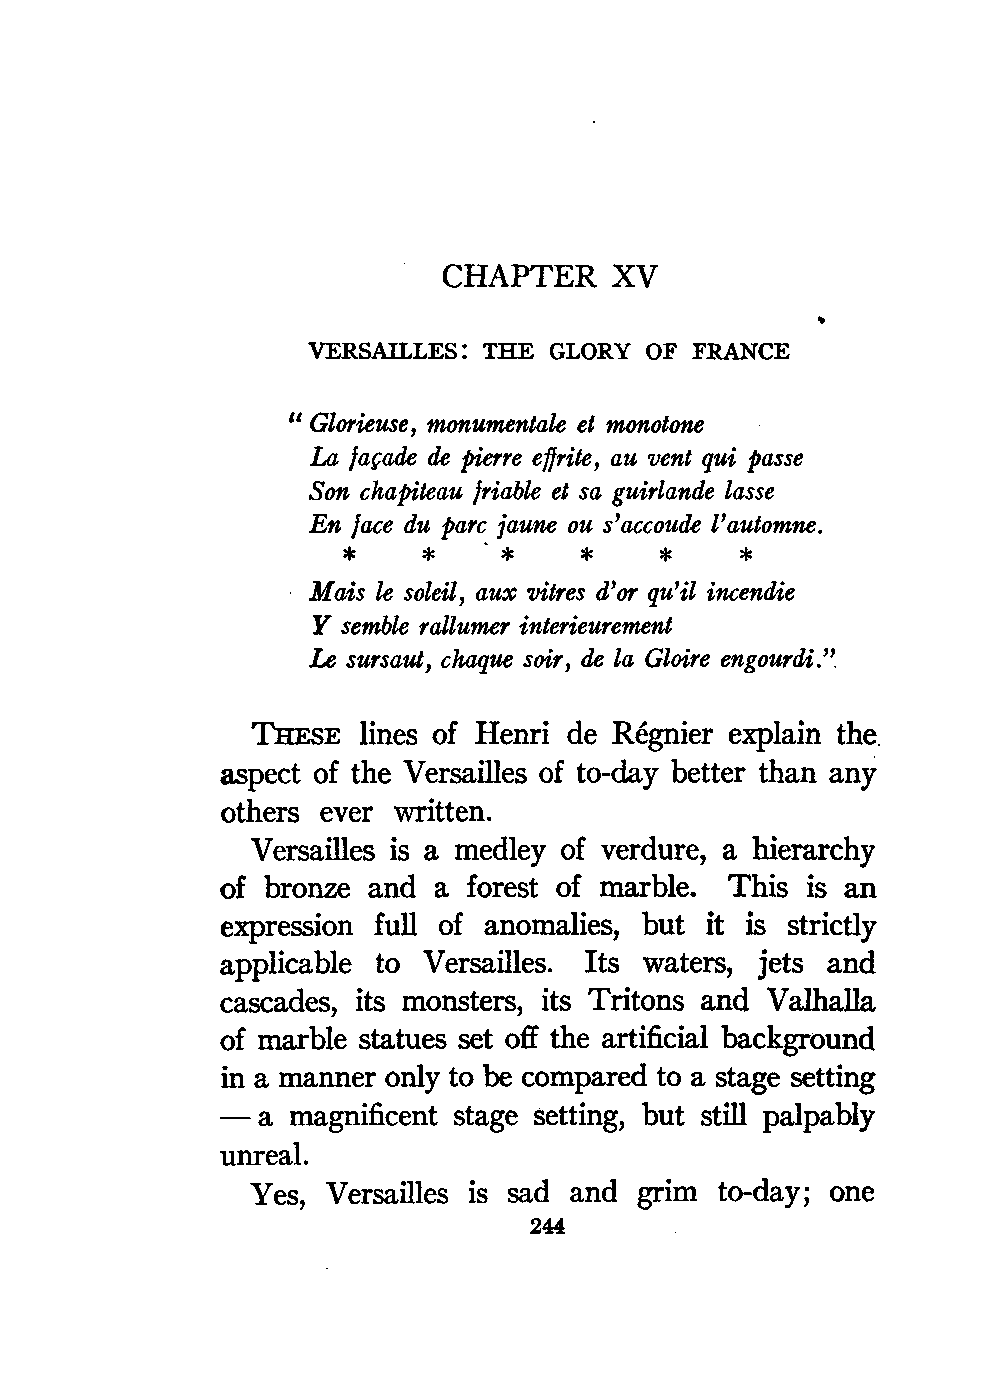 CHAPTER XV
VERSAILLES: THE GLORY OF FRANCE
“ Glorieuse, monumentale et monotone
La façade de pierre effrite, au vent qui passe
Son chapiteau friable et sa guirlande lasse
En face du parc jaune ou s’accoude l’automne.
* * * * * *
Mais le soleil, aux vitres d’or qu’il incendie
Y semble rallumer interieurement
Le sursaut, chaque soir, de la Gloire engourdi.”
THESE lines of Henri de Régnier explain the
aspect of the Versailles of to-day better than any
others ever written.
Versailles is a medley of verdure, a hierarchy
of bronze and a forest of marble. This is an
expression full of anomalies, but it is strictly
applicable to Versailles. Its waters, jets and
cascades, its monsters, its Tritons and Valhalla
of marble statues set off the artificial background
in a manner only to be compared to a stage setting
— a magnificent stage setting, but still palpably
unreal.
Yes, Versailles is sad and grim to-day; one
244